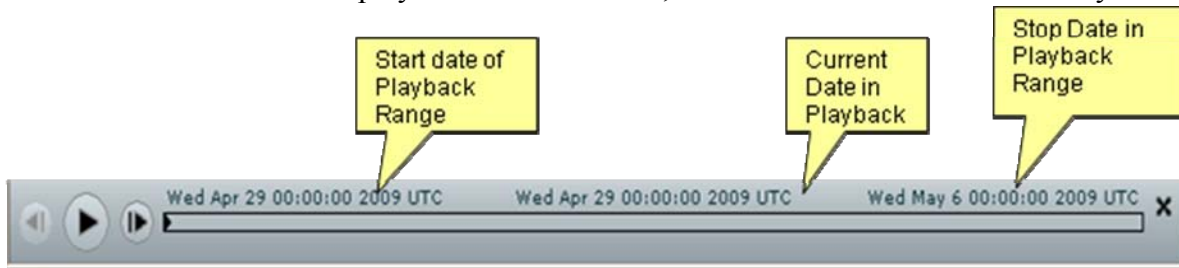 Start date of
Playback
Range
Current
Date in
Playback
Stop Date in
Playback
Range
Wed Apr 29 00:00:00 2009 UTC Wed Apr 29 00:00:00 2009 UTC Wed May 6 00:00:00 2009 UTC X